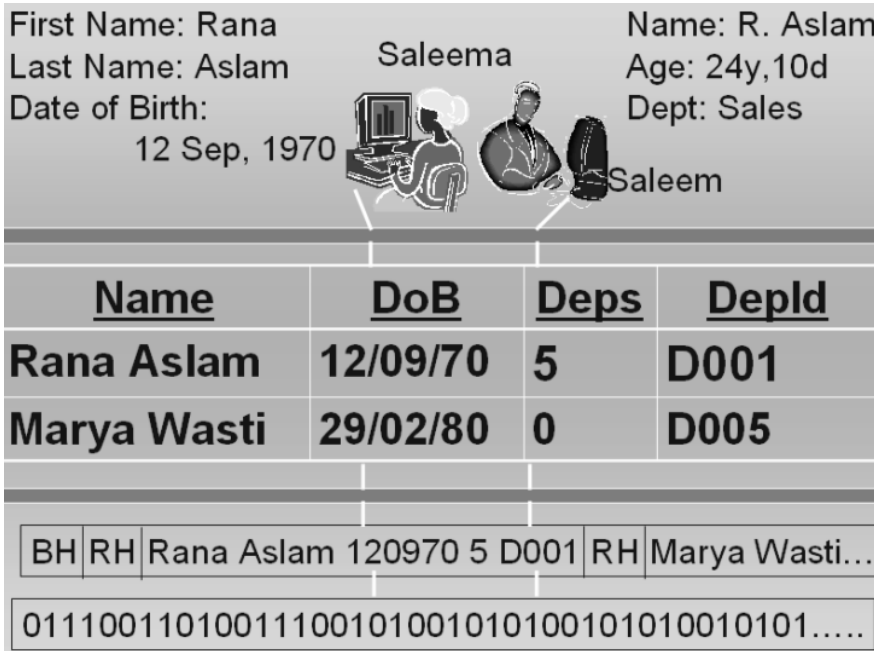 First Name: Rana
Last Name: Aslam
Date of Birth:
12 Sep, 1970
Saleema
Name: R. Aslam
Age: 24y,10d
Dept: Sales
Saleem
Name DoB Deps DepId
Rana Aslam 12/09/70 5 D001
Marya Wasti 29/02/80 0 D005
BH RH Rana Aslam 120970 5 D001 RH Marya Wasti...
0111001101001110010100101010010101010010101.....